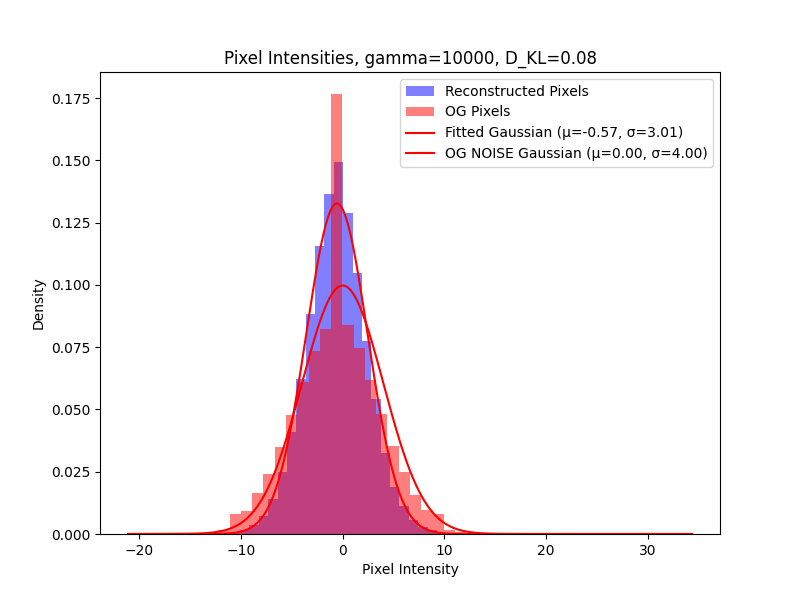 Pixel Intensities, gamma=10000, D_KL=0.08
Reconstructed Pixels
OG Pixels
Fitted Gaussian (μ=-0.57, σ=3.01)
OG NOISE Gaussian (μ=0.00, σ=4.00)
0.175
0.150
0.125
0.100
0.075
0.050
0.025
0.000
Density
−20
−10
0
10
20
30
Pixel Intensity